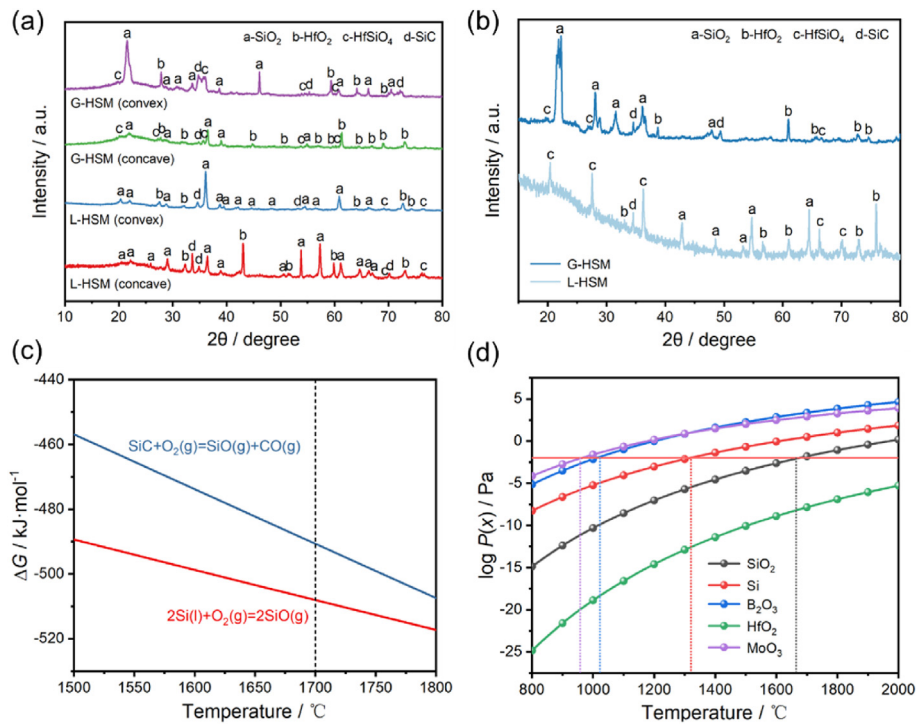 (a)
a-SiO₂ b-HfO₂ c-HfSiO₄ d-SiC
a
c b a a a d c a a c d b c a b a b a d
G-HSM (convex)
c a c b a b d c a a b b d a b b c a b a b b
G-HSM (concave)
a a b a b d a a a a a a d a a b a c b c
L-HSM (convex)
a a a b b d a a a b a b a b b a a a c d b c
L-HSM (concave)
10 20 30 40 50 60 70 80
2θ / degree
Intensity / a.u.
(b)
a-SiO₂ b-HfO₂ c-HfSiO₄ d-SiC
a
c c b a d a b a d b b c b b
c c b d c a a a a b b a c c b b
G-HSM
L-HSM
20 30 40 50 60 70 80
2θ / degree
Intensity / a.u.
(c)
-440
-460
-480
-500
-520
ΔG / kJ·mol⁻¹
SiC+O₂(g)=SiO(g)+CO(g)
2Si(l)+O₂(g)=2SiO(g)
1500 1550 1600 1650 1700 1750 1800
Temperature / ℃
(d)
5
0
-5
-10
-15
-20
-25
log P(x) / Pa
SiO₂
Si
B₂O₃
HfO₂
MoO₃
800 1000 1200 1400 1600 1800 2000
Temperature / ℃